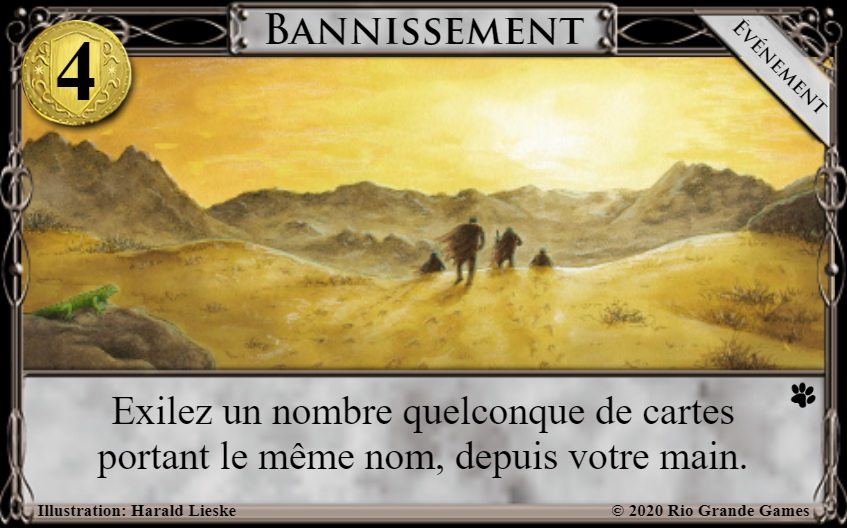 BANNISSEMENT
ÉVÉNEMENT
4
Exilez un nombre quelconque de cartes
portant le même nom, depuis votre main.
Illustration: Harald Lieske
© 2020 Rio Grande Games